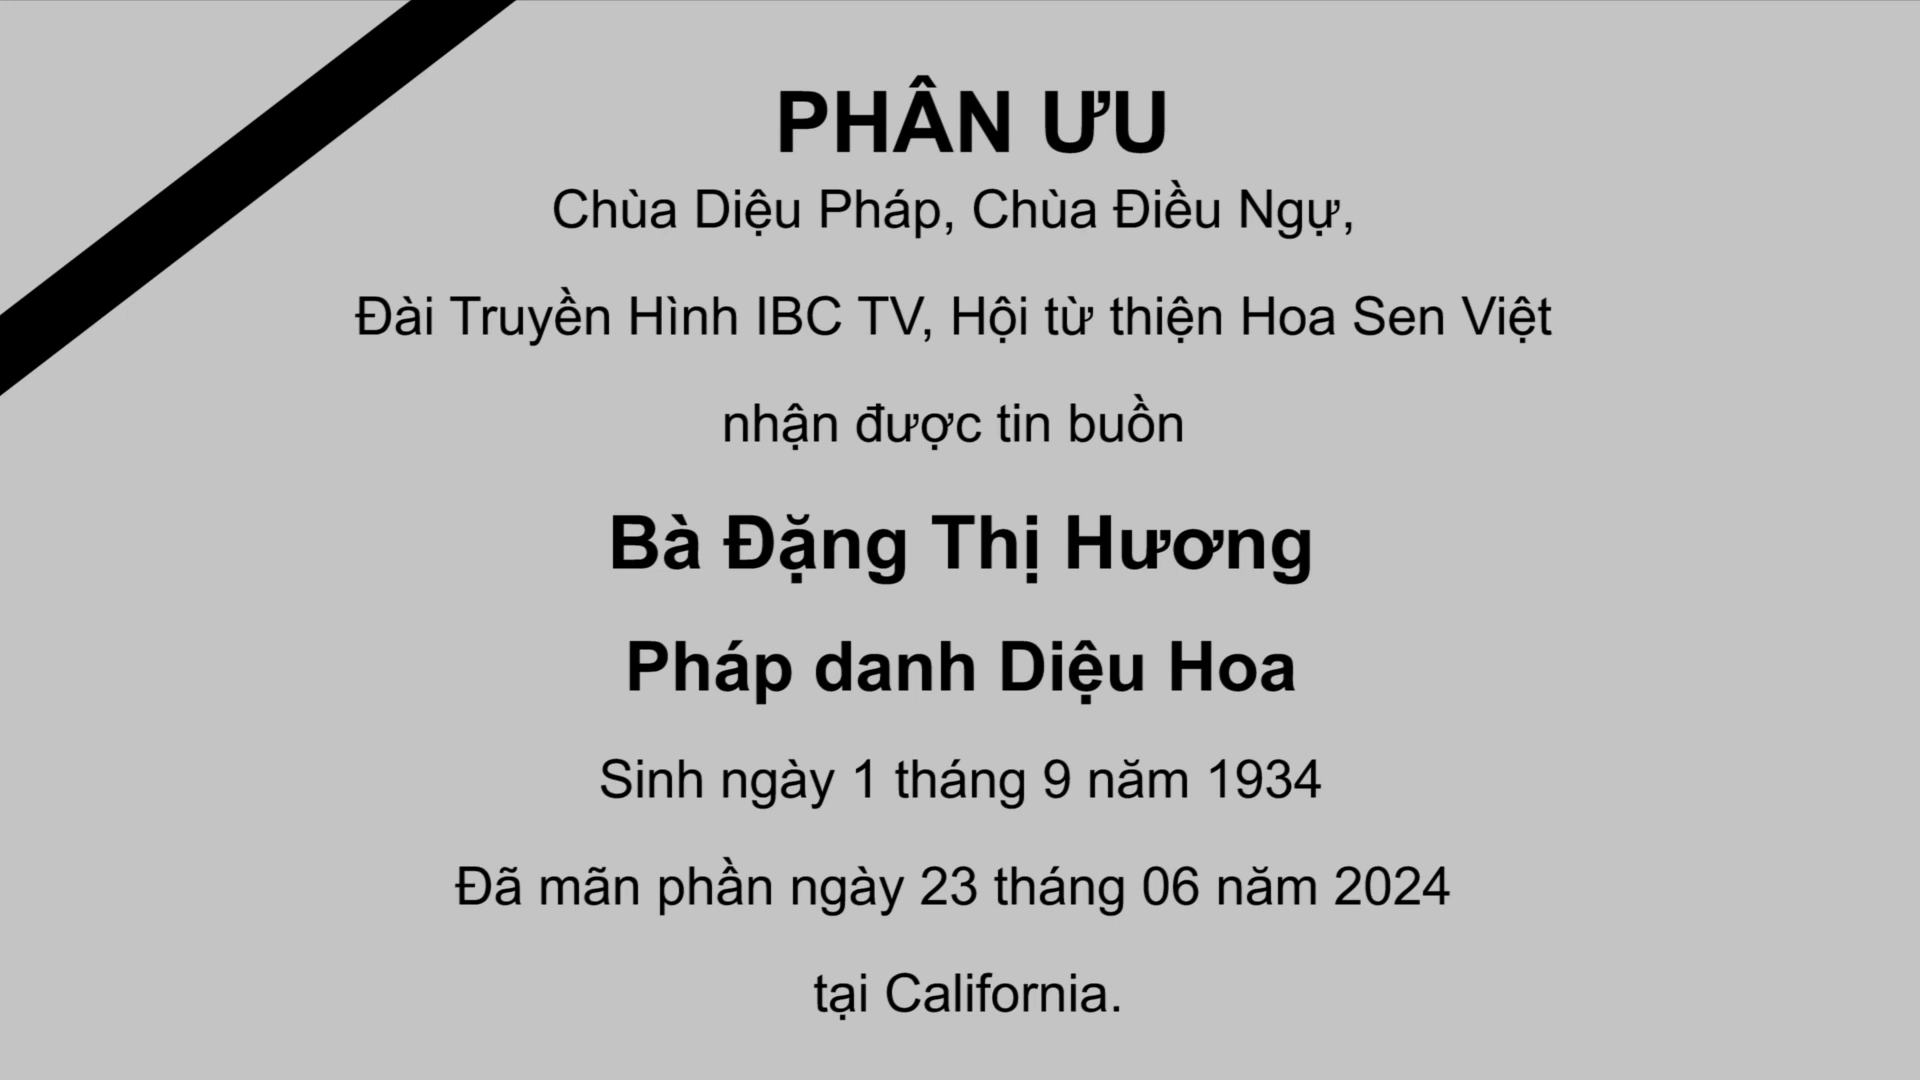 PHÂN ƯU
Chùa Diệu Pháp, Chùa Điều Ngự,
Đài Truyền Hình IBC TV, Hội từ thiện Hoa Sen Việt
nhận được tin buồn
Bà Đặng Thị Hương
Pháp danh Diệu Hoa
Sinh ngày 1 tháng 9 năm 1934
Đã mãn phần ngày 23 tháng 06 năm 2024
tại California.